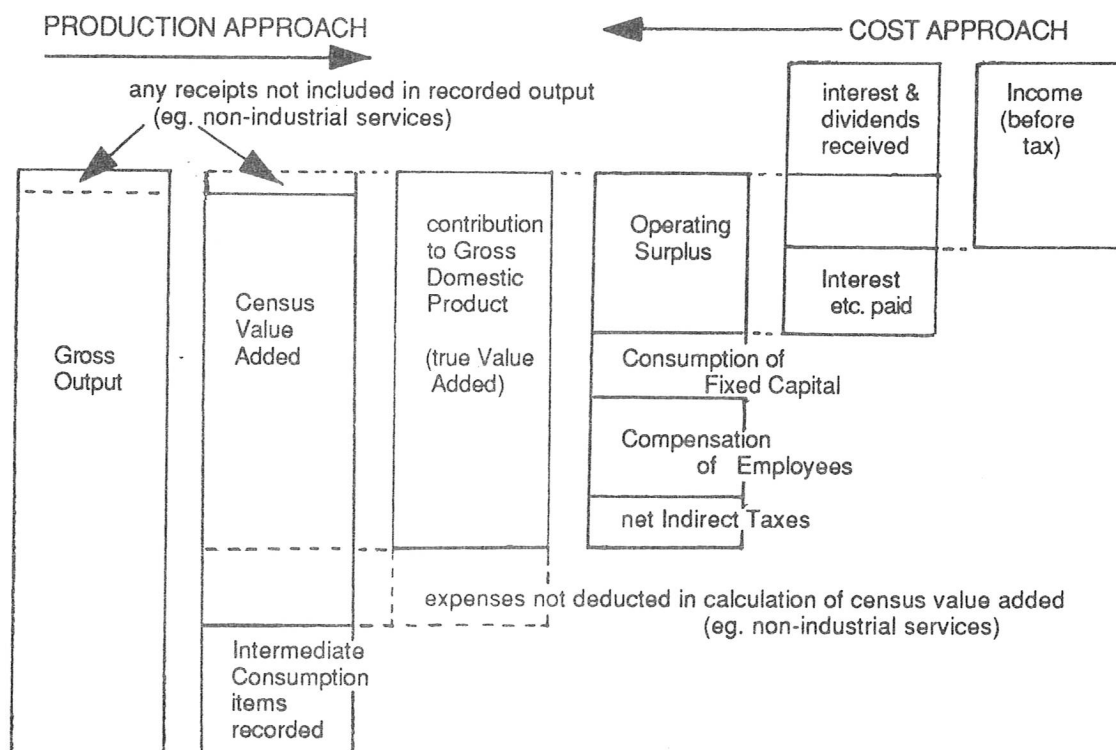 PRODUCTION APPROACH
COST APPROACH
any receipts not included in recorded output
(eg. non-industrial services)
Gross
Output
Census
Value
Added
Intermediate
Consumption
items
recorded
contribution
to Gross
Domestic
Product
(true Value
Added)
expenses not deducted in calculation of census value added
(eg. non-industrial services)
Operating
Surplus
Consumption of
Fixed Capital
Compensation
of Employees
net Indirect Taxes
interest &
dividends
received
Interest
etc. paid
Income
(before
tax)